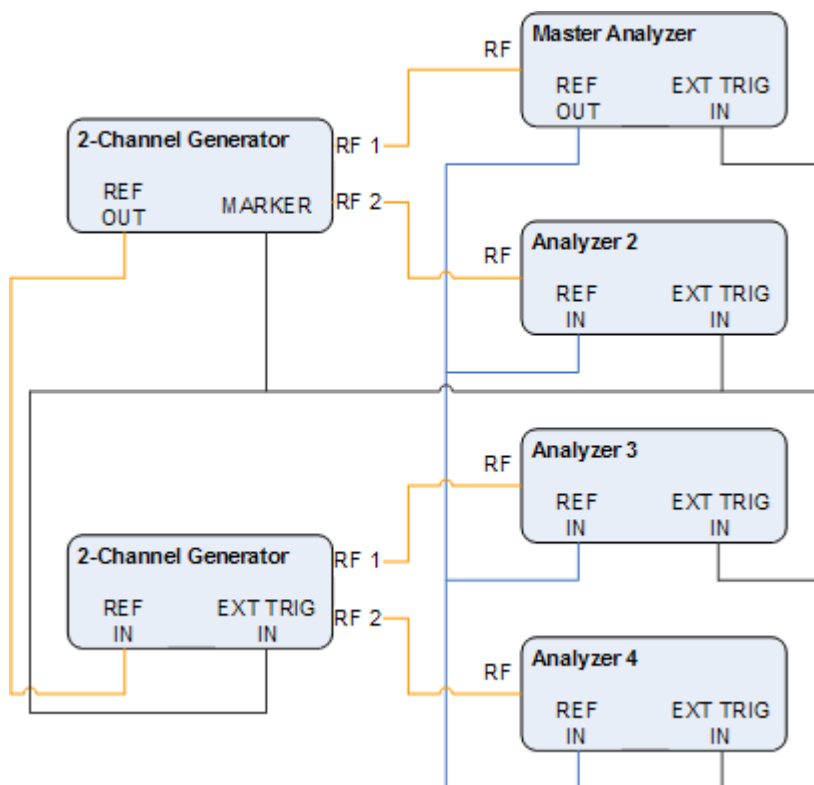 Master Analyzer
RF
REF
OUT
EXT TRIG
IN
2-Channel Generator
RF 1
REF
OUT
MARKER
RF 2
Analyzer 2
RF
REF
IN
EXT TRIG
IN
Analyzer 3
RF
REF
IN
EXT TRIG
IN
2-Channel Generator
RF 1
REF
IN
EXT TRIG
IN
RF 2
Analyzer 4
RF
REF
IN
EXT TRIG
IN